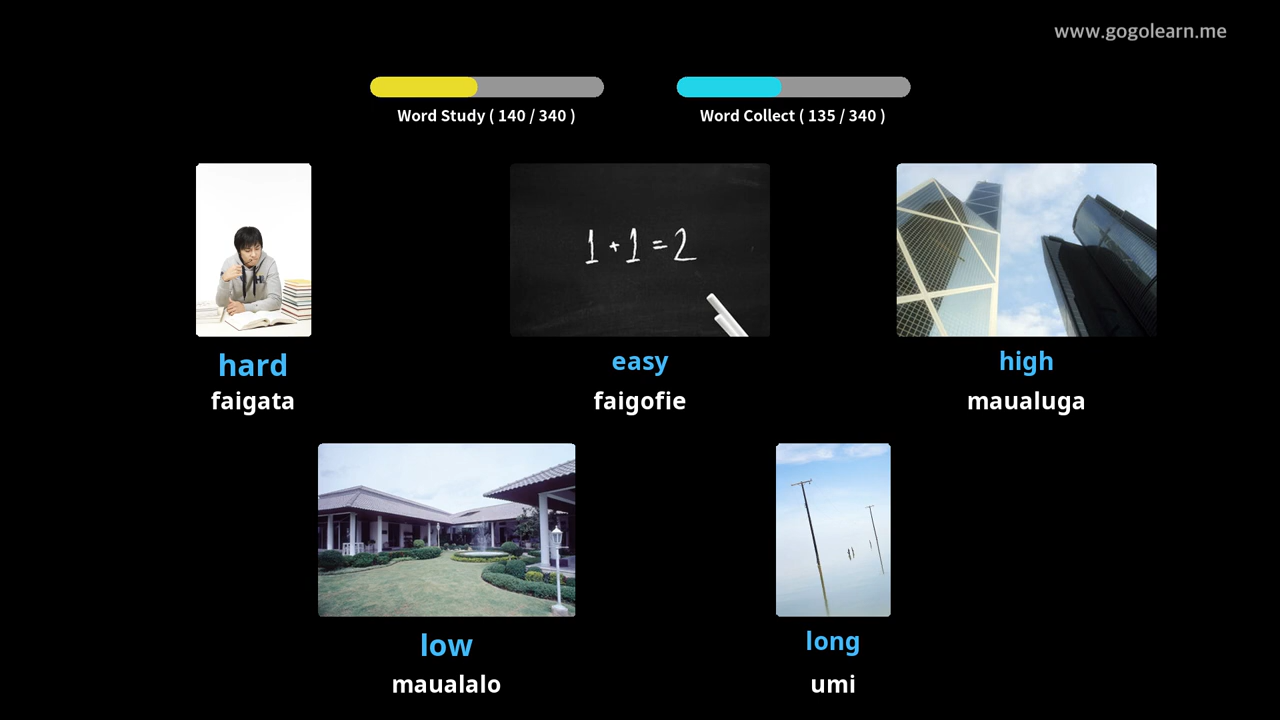 www.gogolearn.me
Word Study ( 140 / 340 )
Word Collect ( 135 / 340 )
1+1=2
hard
easy
high
faigata
faigofie
maualuga
low
long
maualalo
umi